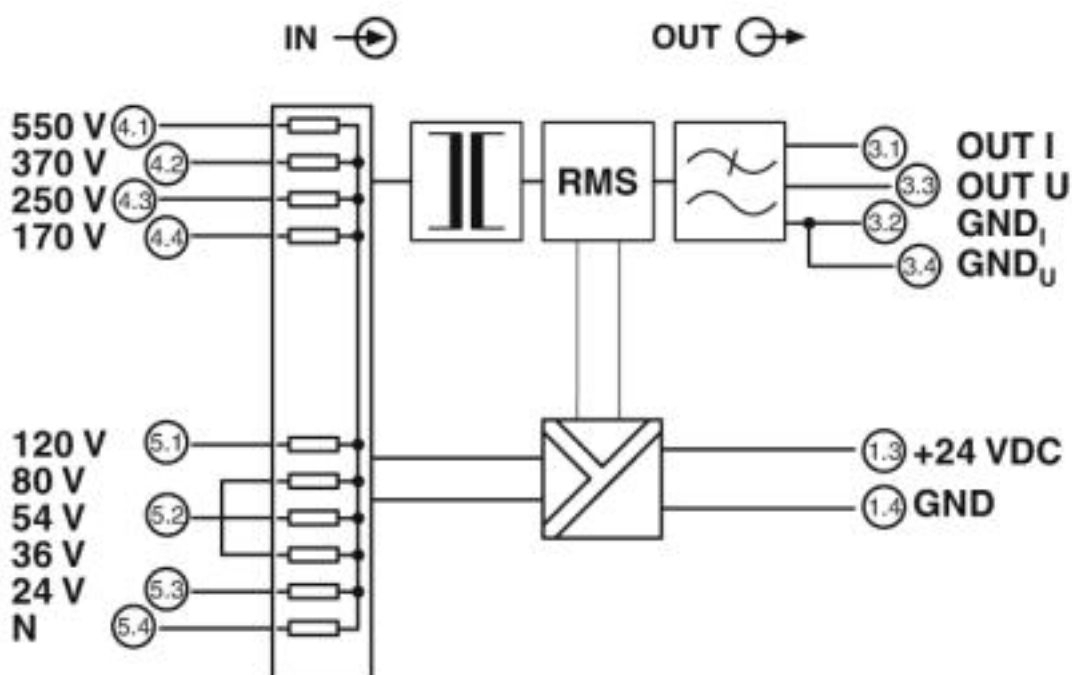 IN OUT
550 V 4.1
370 V 4.2
250 V 4.3
170 V 4.4
RMS
3.1 OUT I
3.3 OUT U
3.2 GNDI
3.4 GNDU
120 V 5.1
80 V
54 V 5.2
36 V
24 V 5.3
N 5.4
1.3 +24 VDC
1.4 GND